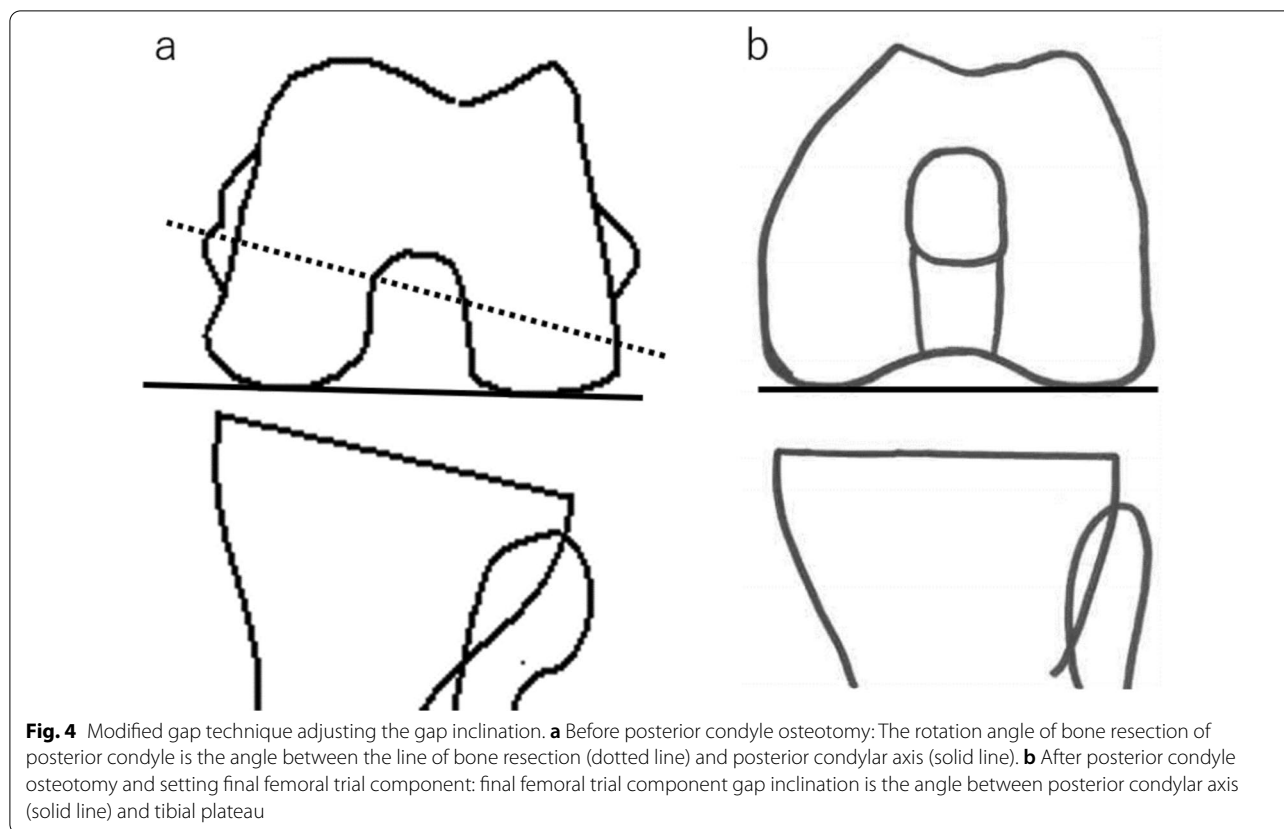 a
b
Fig. 4 Modified gap technique adjusting the gap inclination. a Before posterior condyle osteotomy: The rotation angle of bone resection of
posterior condyle is the angle between the line of bone resection (dotted line) and posterior condylar axis (solid line). b After posterior condyle
osteotomy and setting final femoral trial component: final femoral trial component gap inclination is the angle between posterior condylar axis
(solid line) and tibial plateau